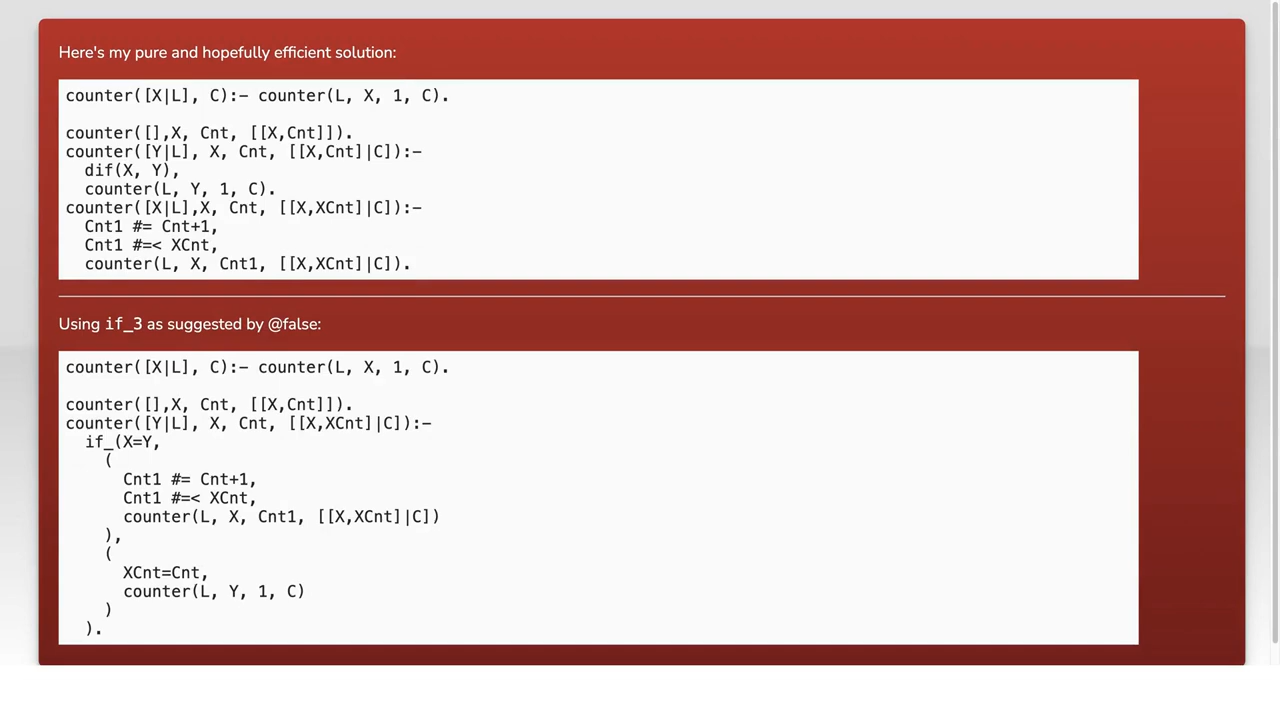 Here's my pure and hopefully efficient solution:
counter([X|L], C):- counter(L, X, 1, C).
counter([],X, Cnt, [[X,Cnt]]).
counter([Y|L], X, Cnt, [[X,Cnt]|C]):-
  dif(X, Y),
  counter(L, Y, 1, C).
counter([X|L],X, Cnt, [[X,XCnt]|C]):-
  Cnt1 #= Cnt+1,
  Cnt1 #=< XCnt,
  counter(L, X, Cnt1, [[X,XCnt]|C]).
Using if_3 as suggested by @false:
counter([X|L], C):- counter(L, X, 1, C).
counter([],X, Cnt, [[X,Cnt]]).
counter([Y|L], X, Cnt, [[X,XCnt]|C]):-
  if_(X=Y,
    (
      Cnt1 #= Cnt+1,
      Cnt1 #=< XCnt,
      counter(L, X, Cnt1, [[X,XCnt]|C])
    ),
    (
      XCnt=Cnt,
      counter(L, Y, 1, C)
    )
  ).